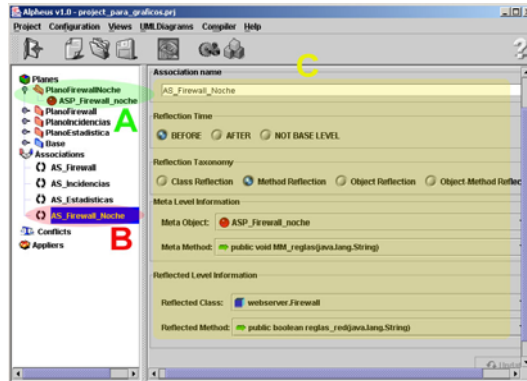 Alpheus v1.0 - project_para_graficos.prj
Project Configuration Views UMLDiagrams Compiler Help
Planes
PlanoFirewallNoche
ASP_Firewall_noche
PlanoFirewall
PlanoIncidencias
PlanoEstadistica
Base
Associations
AS_Firewall
AS_Incidencias
AS_Estadisticas
AS_Firewall_Noche
Conflicts
Appliers
A
B
C
Association name
AS_Firewall_Noche
Reflection Time
BEFORE AFTER NOT BASE LEVEL
Reflection Taxonomy
Class Reflection Method Reflection Object Reflection Object-Method Reflec
Meta Level Information
Meta Object: ASP_Firewall_noche
Meta Method: public void MM_reglas(java.lang.String)
Reflected Level Information
Reflected Class: webserver.Firewall
Reflected Method: public boolean reglas_red(java.lang.String)